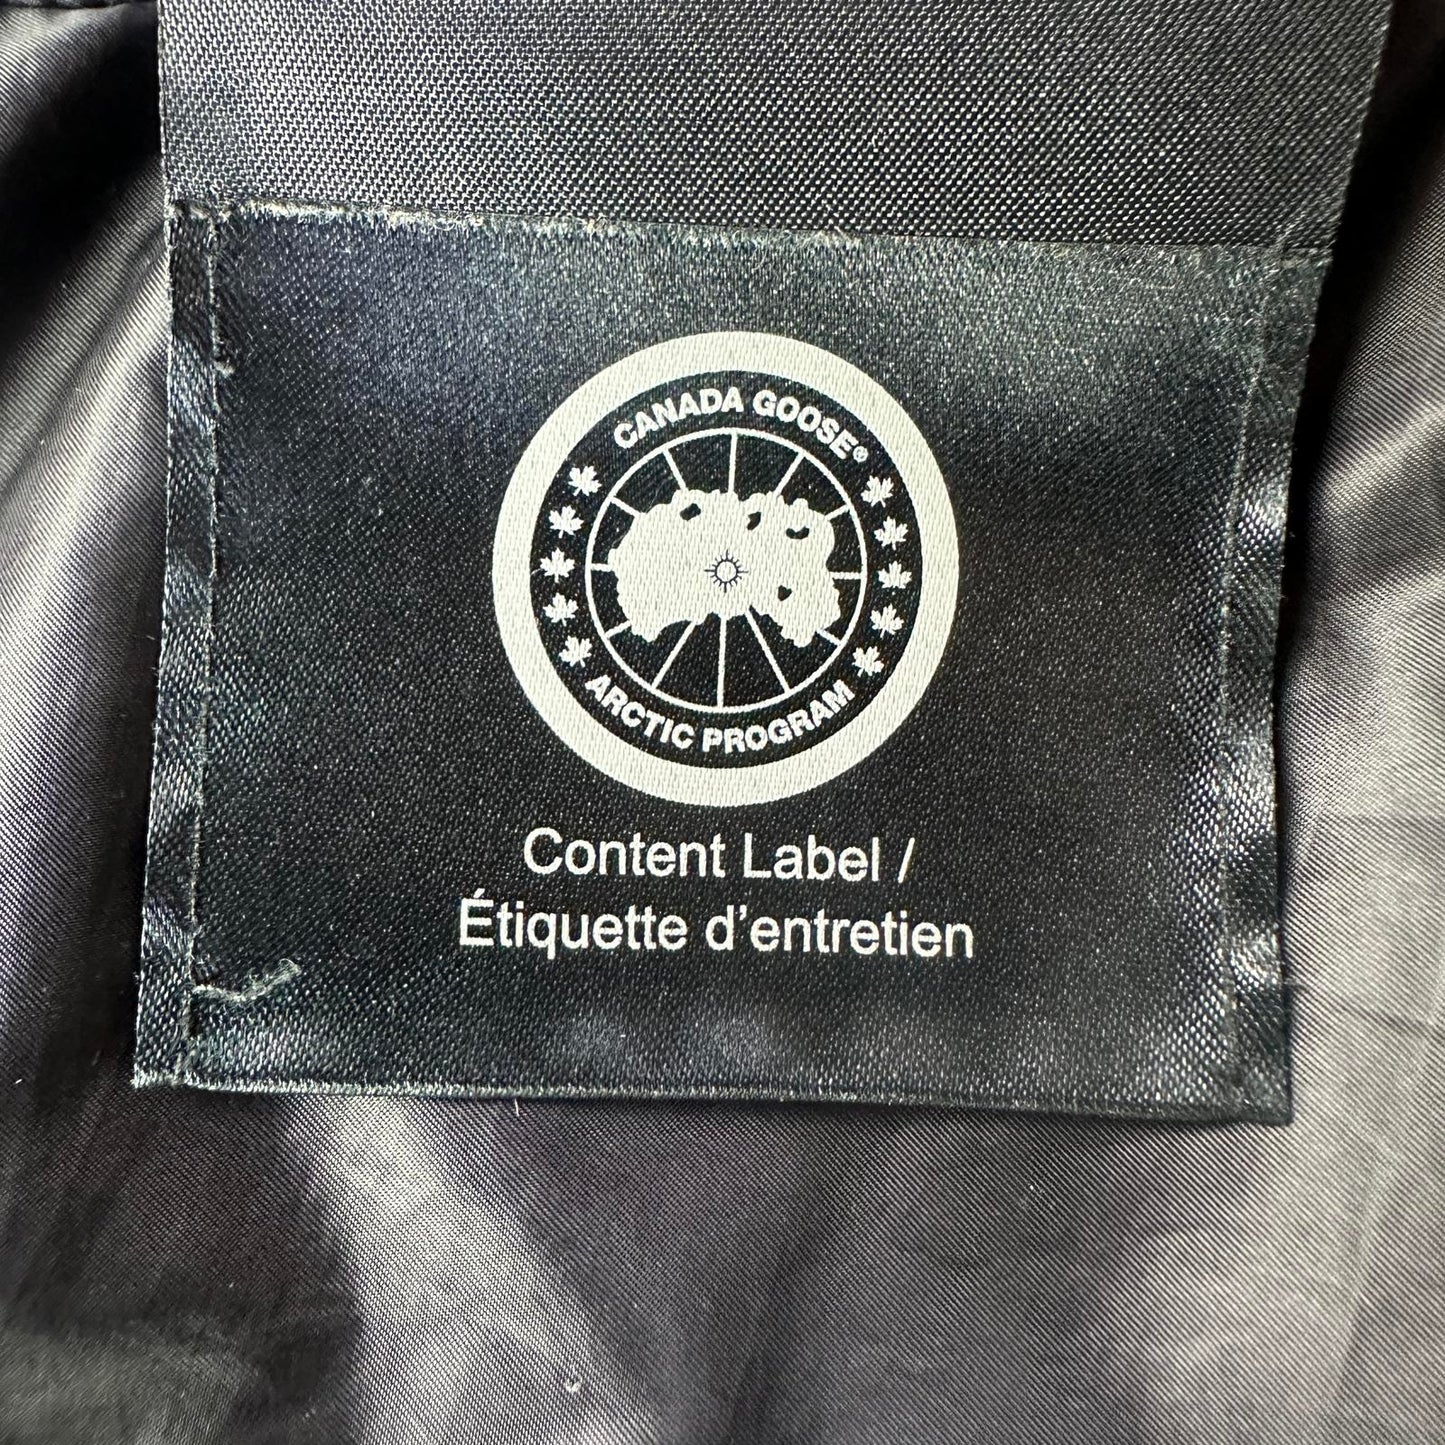 CANADA GOOSE®
ARCTIC PROGRAM
Content Label /
Étiquette d'entretien